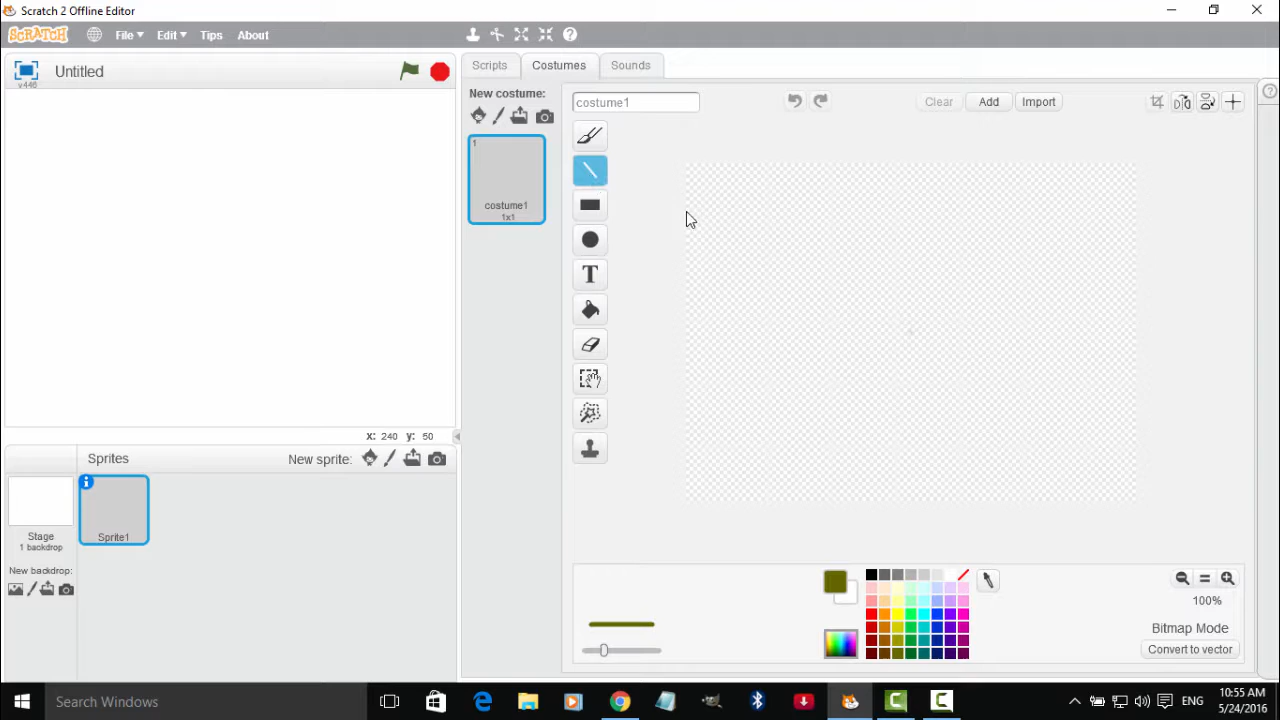 Scratch 2 Offline Editor
SCRATCH File Edit Tips About
Untitled
v446
Scripts Costumes Sounds
New costume:
costume1
Clear Add Import
1
costume1
1x1
T
x: 240 y: 50
Sprites New sprite:
Sprite1
Stage
1 backdrop
New backdrop:
100%
Bitmap Mode
Convert to vector
Search Windows
ENG
10:55 AM
5/24/2016